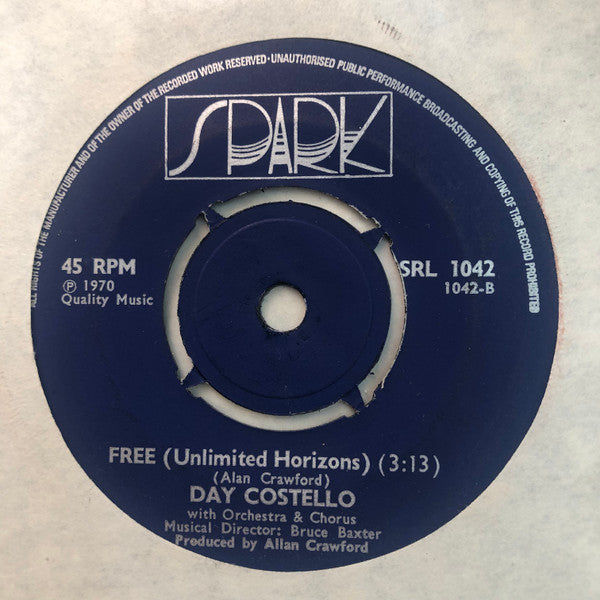 ALL RIGHTS OF THE MANUFACTURER AND OF THE OWNER OF THE RECORDED WORK RESERVED · UNAUTHORISED PUBLIC PERFORMANCE BROADCASTING AND COPYING OF THIS RECORD PROHIBITED
SPARK
45 RPM
℗ 1970
Quality Music
SRL 1042
1042-B
FREE (Unlimited Horizons) (3:13)
(Alan Crawford)
DAY COSTELLO
with Orchestra & Chorus
Musical Director: Bruce Baxter
Produced by Allan Crawford